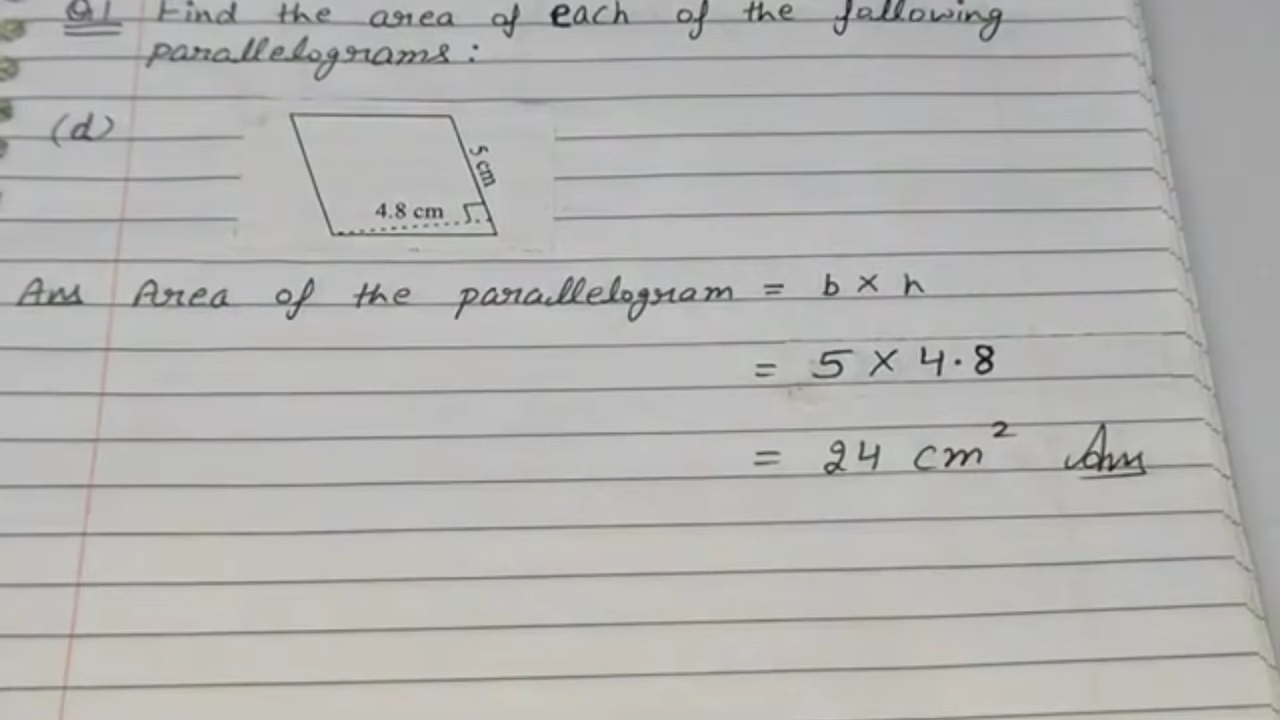 Q1 Find the area of each of the following
parallelograms:
(d)
5 cm
4.8 cm
Ans Area of the parallelogram = b × h
= 5 × 4.8
= 24 cm² Ans